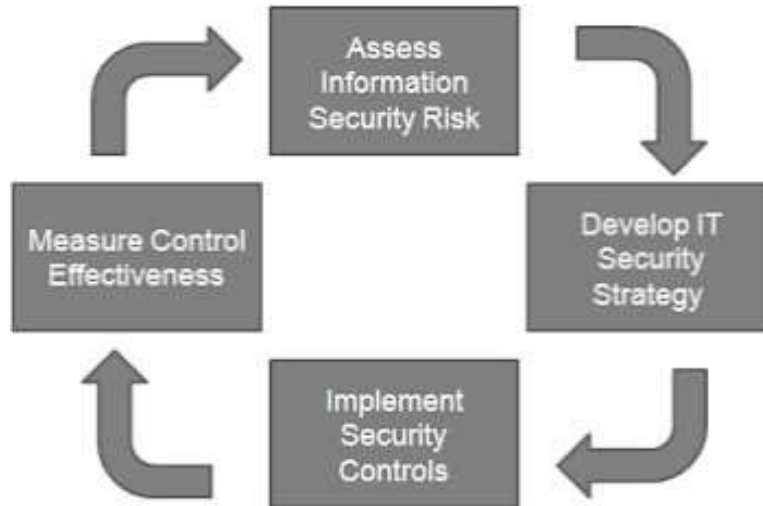 Assess
Information
Security Risk
Develop IT
Security
Strategy
Implement
Security
Controls
Measure Control
Effectiveness